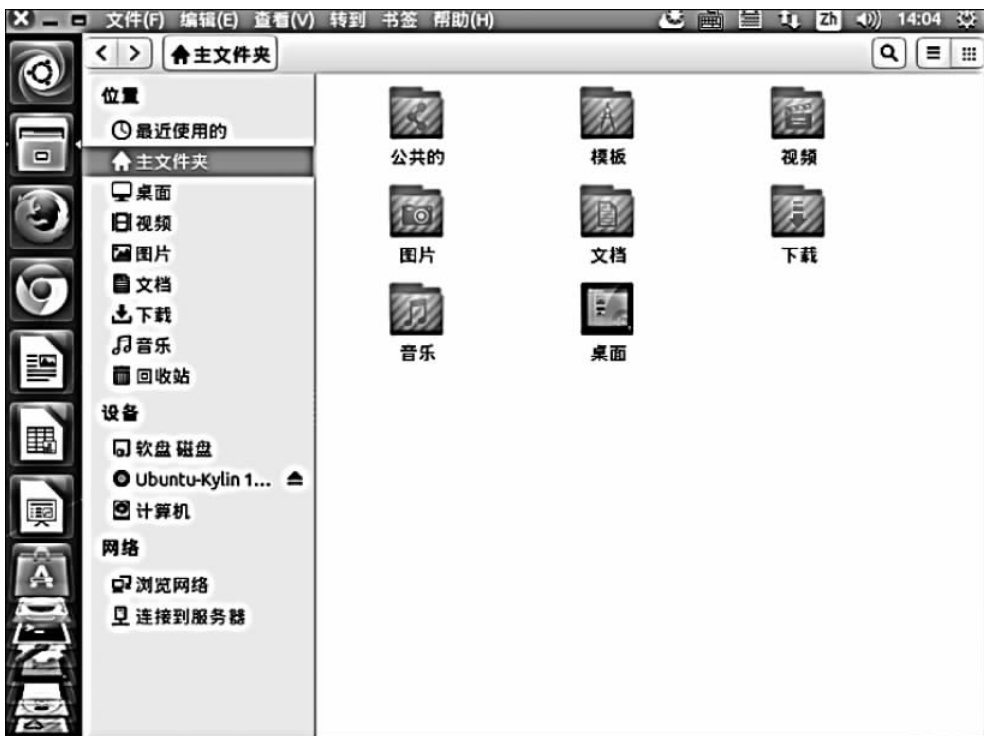 文件(F) 编辑(E) 查看(V) 转到 书签 帮助(H) Zh 14:04
主文件夹
位置
最近使用的
主文件夹
桌面
视频
图片
文档
下载
音乐
回收站
设备
软盘 磁盘
Ubuntu-Kylin 1...
计算机
网络
浏览网络
连接到服务器
公共的 模板 视频
图片 文档 下载
音乐 桌面